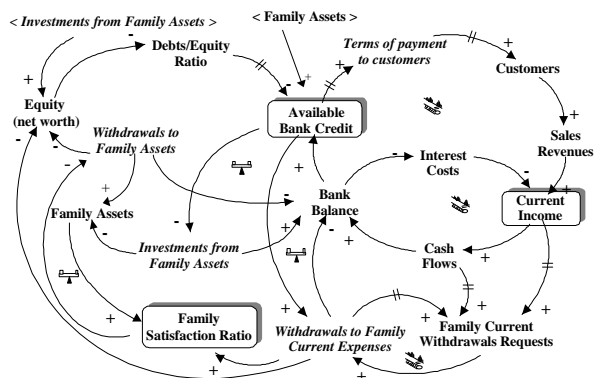 < Investments from Family Assets >
< Family Assets >
Debts/Equity
Ratio
Terms of payment
to customers
Customers
Equity
(net worth)
Available
Bank Credit
Withdrawals to
Family Assets
Sales
Revenues
Interest
Costs
Bank
Balance
Current
Income
Family Assets
Investments from
Family Assets
Cash
Flows
Family
Satisfaction Ratio
Withdrawals to Family
Current Expenses
Family Current
Withdrawals Requests